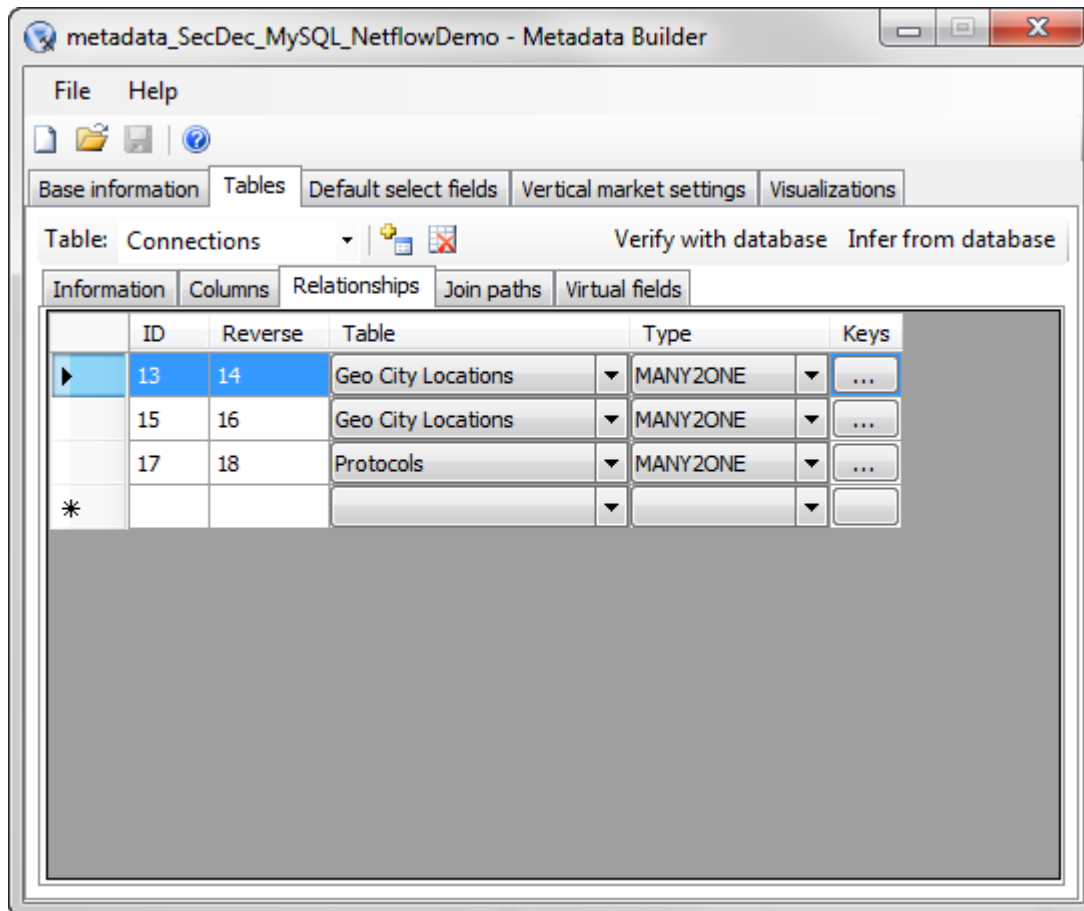 metadata_SecDec_MySQL_NetflowDemo - Metadata Builder
File Help
Base information Tables Default select fields Vertical market settings Visualizations
Table: Connections Verify with database Infer from database
Information Columns Relationships Join paths Virtual fields
ID Reverse Table Type Keys
13 14 Geo City Locations MANY2ONE ...
15 16 Geo City Locations MANY2ONE ...
17 18 Protocols MANY2ONE ...